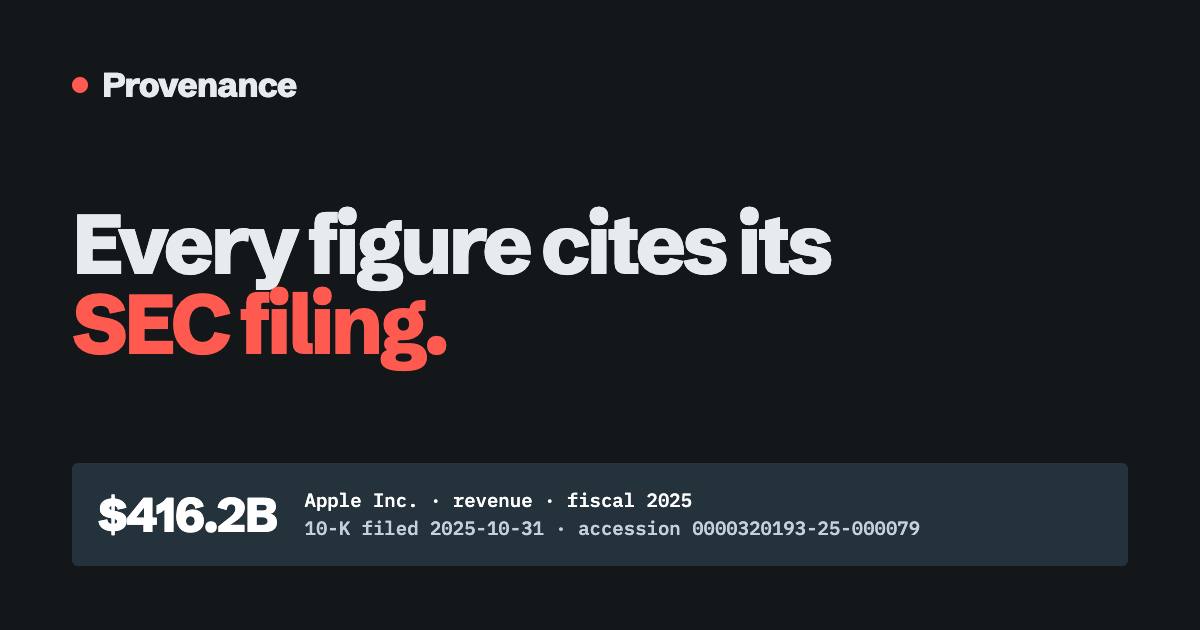 Provenance
Every figure cites its
SEC filing.
$416.2B
Apple Inc. · revenue · fiscal 2025
10-K filed 2025-10-31 · accession 0000320193-25-000079